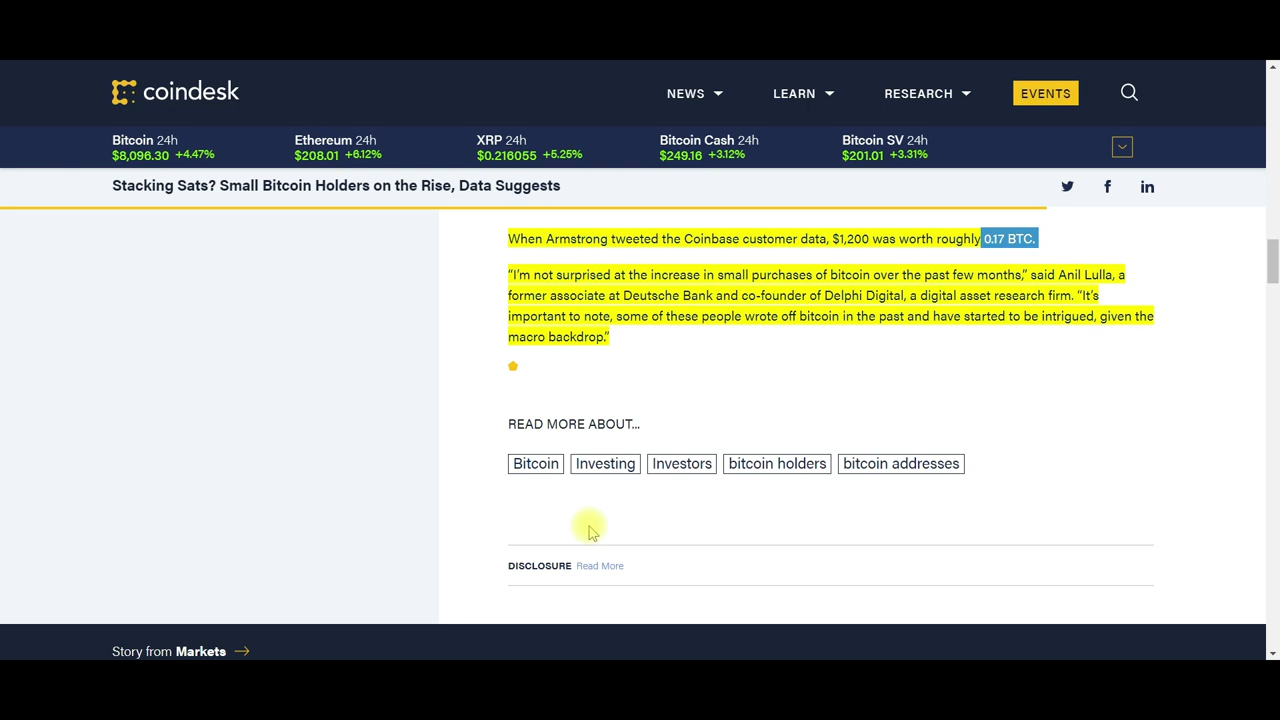 coindesk
NEWS
LEARN
RESEARCH
EVENTS
Bitcoin 24h
$8,096.30 +4.47%
Ethereum 24h
$208.01 +6.12%
XRP 24h
$0.216055 +5.25%
Bitcoin Cash 24h
$249.16 +3.12%
Bitcoin SV 24h
$201.01 +3.31%
Stacking Sats? Small Bitcoin Holders on the Rise, Data Suggests
When Armstrong tweeted the Coinbase customer data, $1,200 was worth roughly 0.17 BTC.
“I’m not surprised at the increase in small purchases of bitcoin over the past few months,” said Anil Lulla, a
former associate at Deutsche Bank and co-founder of Delphi Digital, a digital asset research firm. “It’s
important to note, some of these people wrote off bitcoin in the past and have started to be intrigued, given the
macro backdrop.”
READ MORE ABOUT...
Bitcoin Investing Investors bitcoin holders bitcoin addresses
DISCLOSURE Read More
Story from Markets